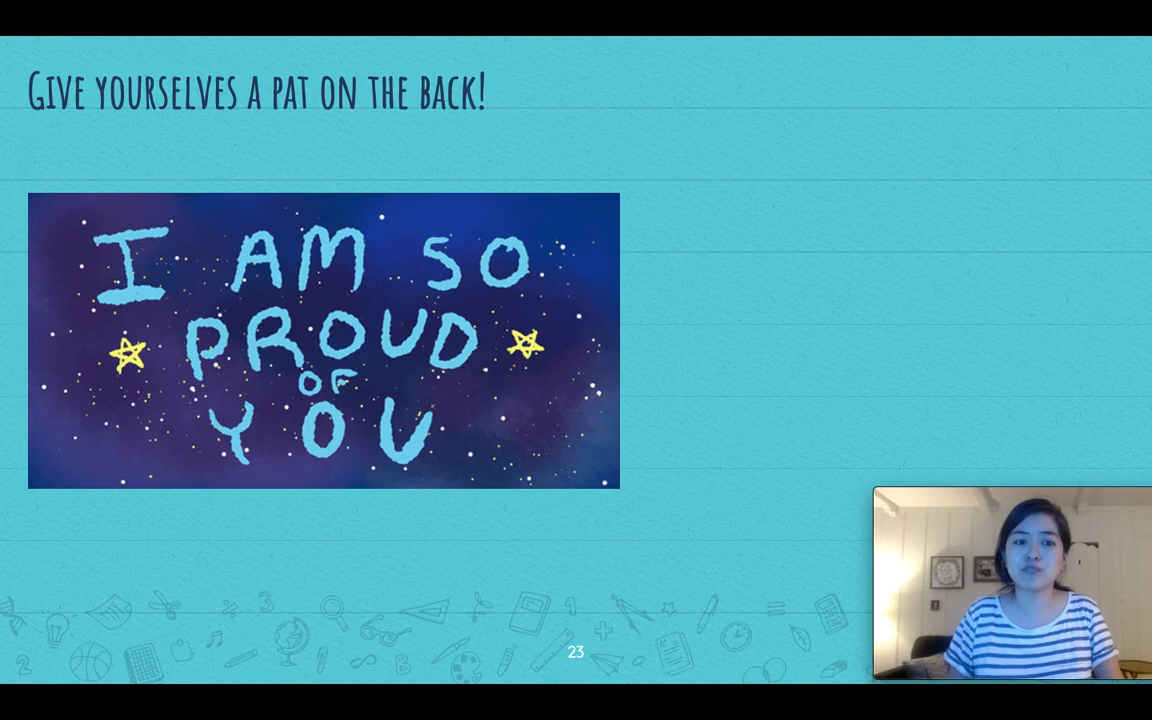 Give yourselves a pat on the back!
I AM SO
PROUD
OF
YOU
23